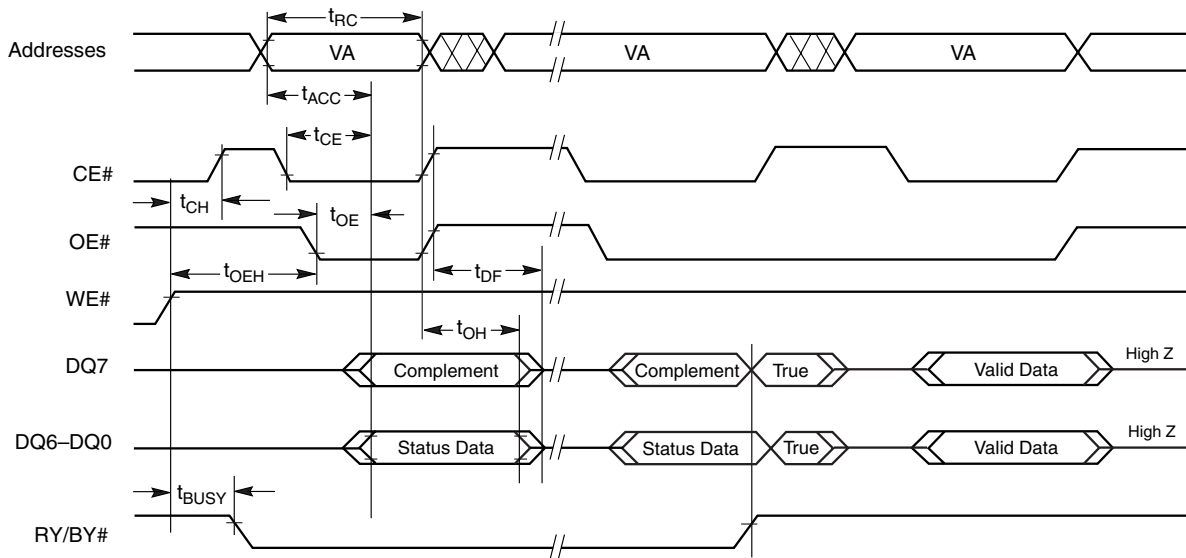 tRC
Addresses VA VA VA
tACC
tCE
CE#
tCH
tOE
OE#
tOEH
tDF
WE#
tOH
DQ7 Complement Complement True Valid Data High Z
DQ6–DQ0 Status Data Status Data True Valid Data High Z
tBUSY
RY/BY#